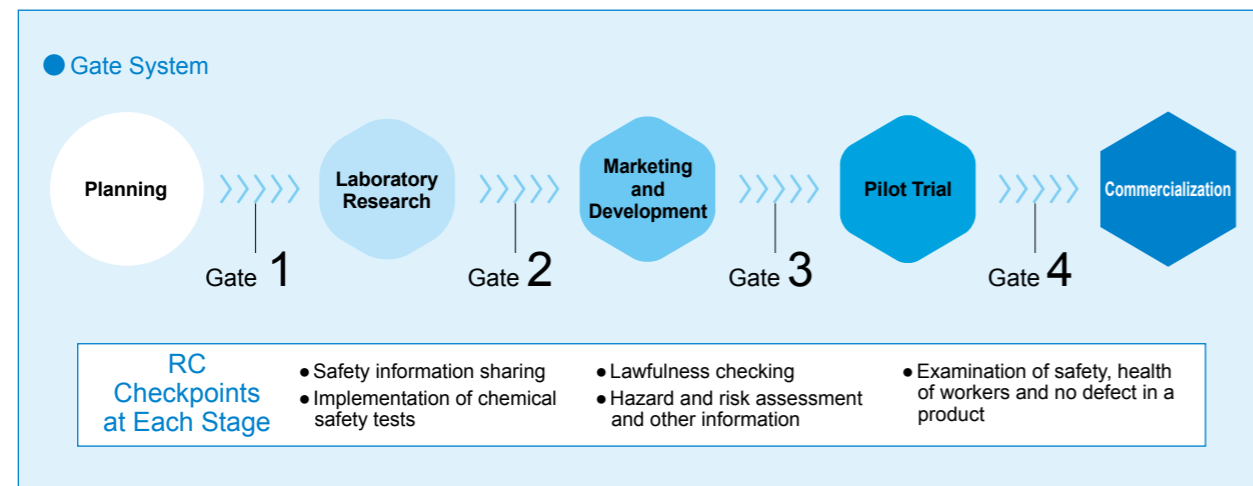 ● Gate System
Planning
Laboratory
Research
Marketing
and
Development
Pilot Trial
Commercialization
Gate 1
Gate 2
Gate 3
Gate 4
RC
Checkpoints
at Each Stage
● Safety information sharing
● Implementation of chemical
safety tests
● Lawfulness checking
● Hazard and risk assessment
and other information
● Examination of safety, health
of workers and no defect in a
product